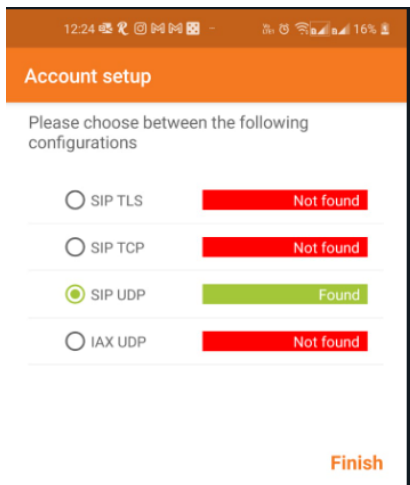 12:24
16%
Account setup
Please choose between the following
configurations
SIP TLS Not found
SIP TCP Not found
SIP UDP Found
IAX UDP Not found
Finish